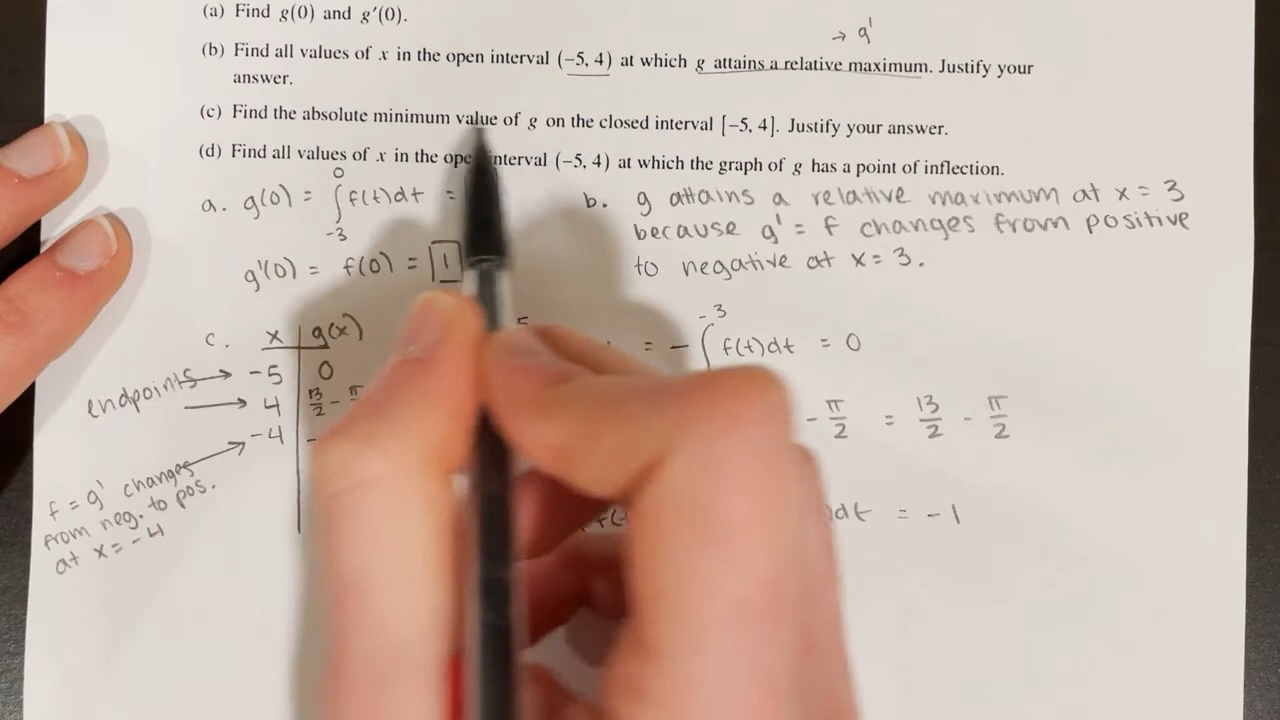 (a) Find g(0) and g′(0).
→ g'
(b) Find all values of x in the open interval (−5, 4) at which g attains a relative maximum. Justify your
answer.
(c) Find the absolute minimum value of g on the closed interval [−5, 4]. Justify your answer.
(d) Find all values of x in the interval (−5, 4) at which the graph of g has a point of inflection.
a. g(0) = ∫ 0 -3 f(t)dt =
g'(0) = f(0) = 1
b. g attains a relative maximum at x = 3
because g' = f changes from positive
to negative at x = 3.
c. x g(x)
endpoints → -5 0
→ 4 13/2 - π
-4 -
f = g' changes
from neg. to pos.
at x = -4
= - ∫ -3 f(t)dt = 0
- π/2 = 13/2 - π/2
dt = -1